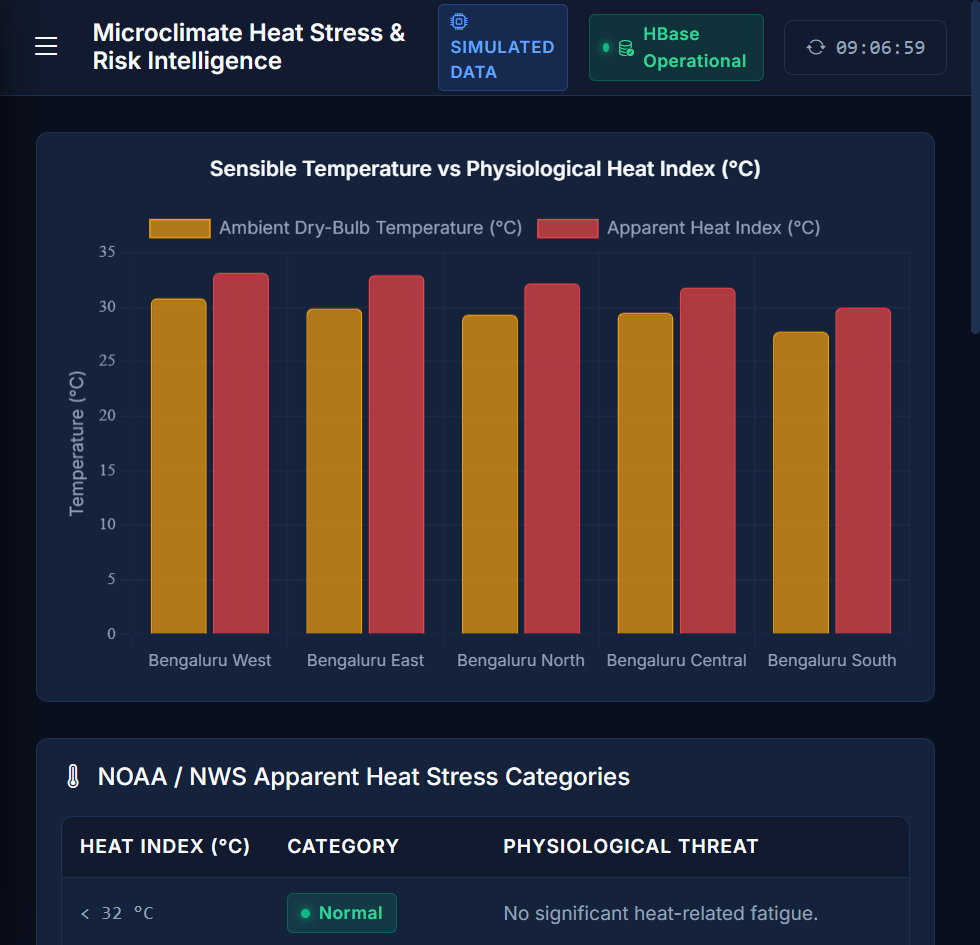 Microclimate Heat Stress &
Risk Intelligence
SIMULATED
DATA
HBase
Operational
09:06:59
Sensible Temperature vs Physiological Heat Index (°C)
Ambient Dry-Bulb Temperature (°C)
Apparent Heat Index (°C)
Temperature (°C)
35
30
25
20
15
10
5
0
Bengaluru West
Bengaluru East
Bengaluru North
Bengaluru Central
Bengaluru South
NOAA / NWS Apparent Heat Stress Categories
HEAT INDEX (°C)
CATEGORY
PHYSIOLOGICAL THREAT
< 32 °C
Normal
No significant heat-related fatigue.